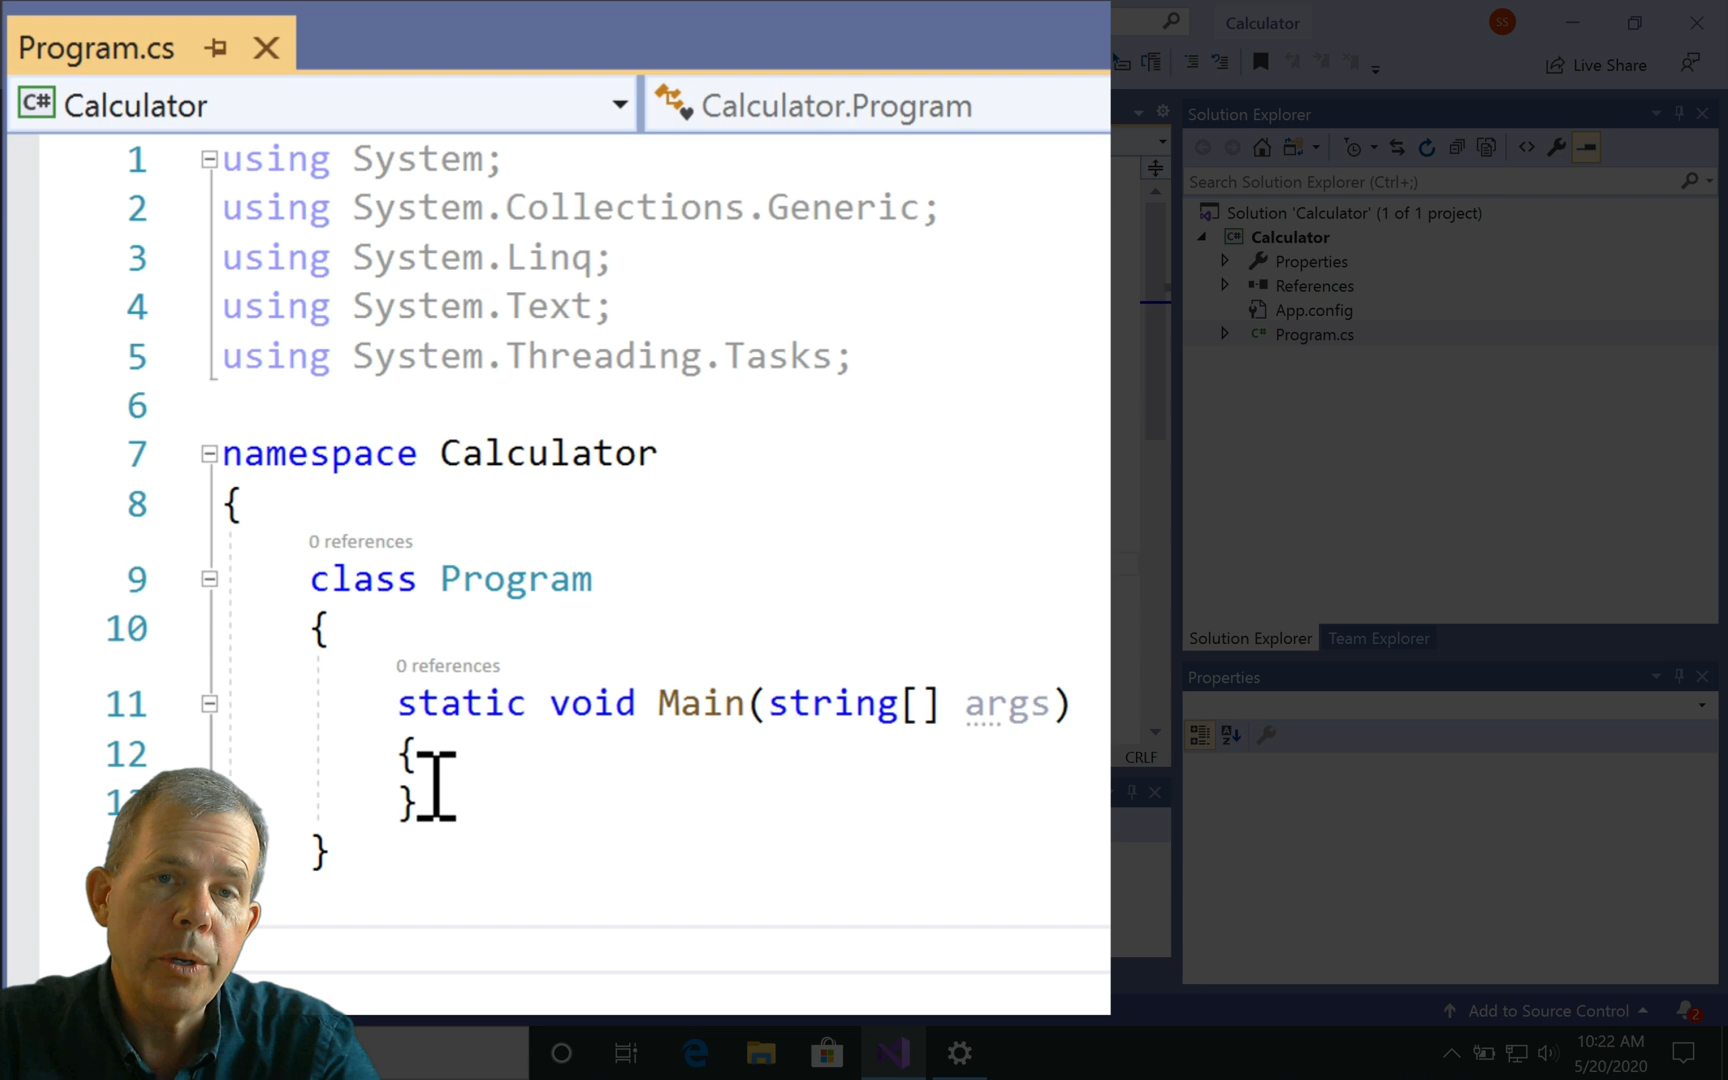 Program.cs
C# Calculator
Calculator.Program
1 using System;
2 using System.Collections.Generic;
3 using System.Linq;
4 using System.Text;
5 using System.Threading.Tasks;
6
7 namespace Calculator
8 {
0 references
9 class Program
10 {
0 references
11 static void Main(string[] args)
12 {
}
}
Calculator
SS
Live Share
Solution Explorer
Search Solution Explorer (Ctrl+;)
Solution 'Calculator' (1 of 1 project)
C# Calculator
Properties
References
App.config
C# Program.cs
Solution Explorer Team Explorer
Properties
CRLF
Add to Source Control
2
10:22 AM
5/20/2020